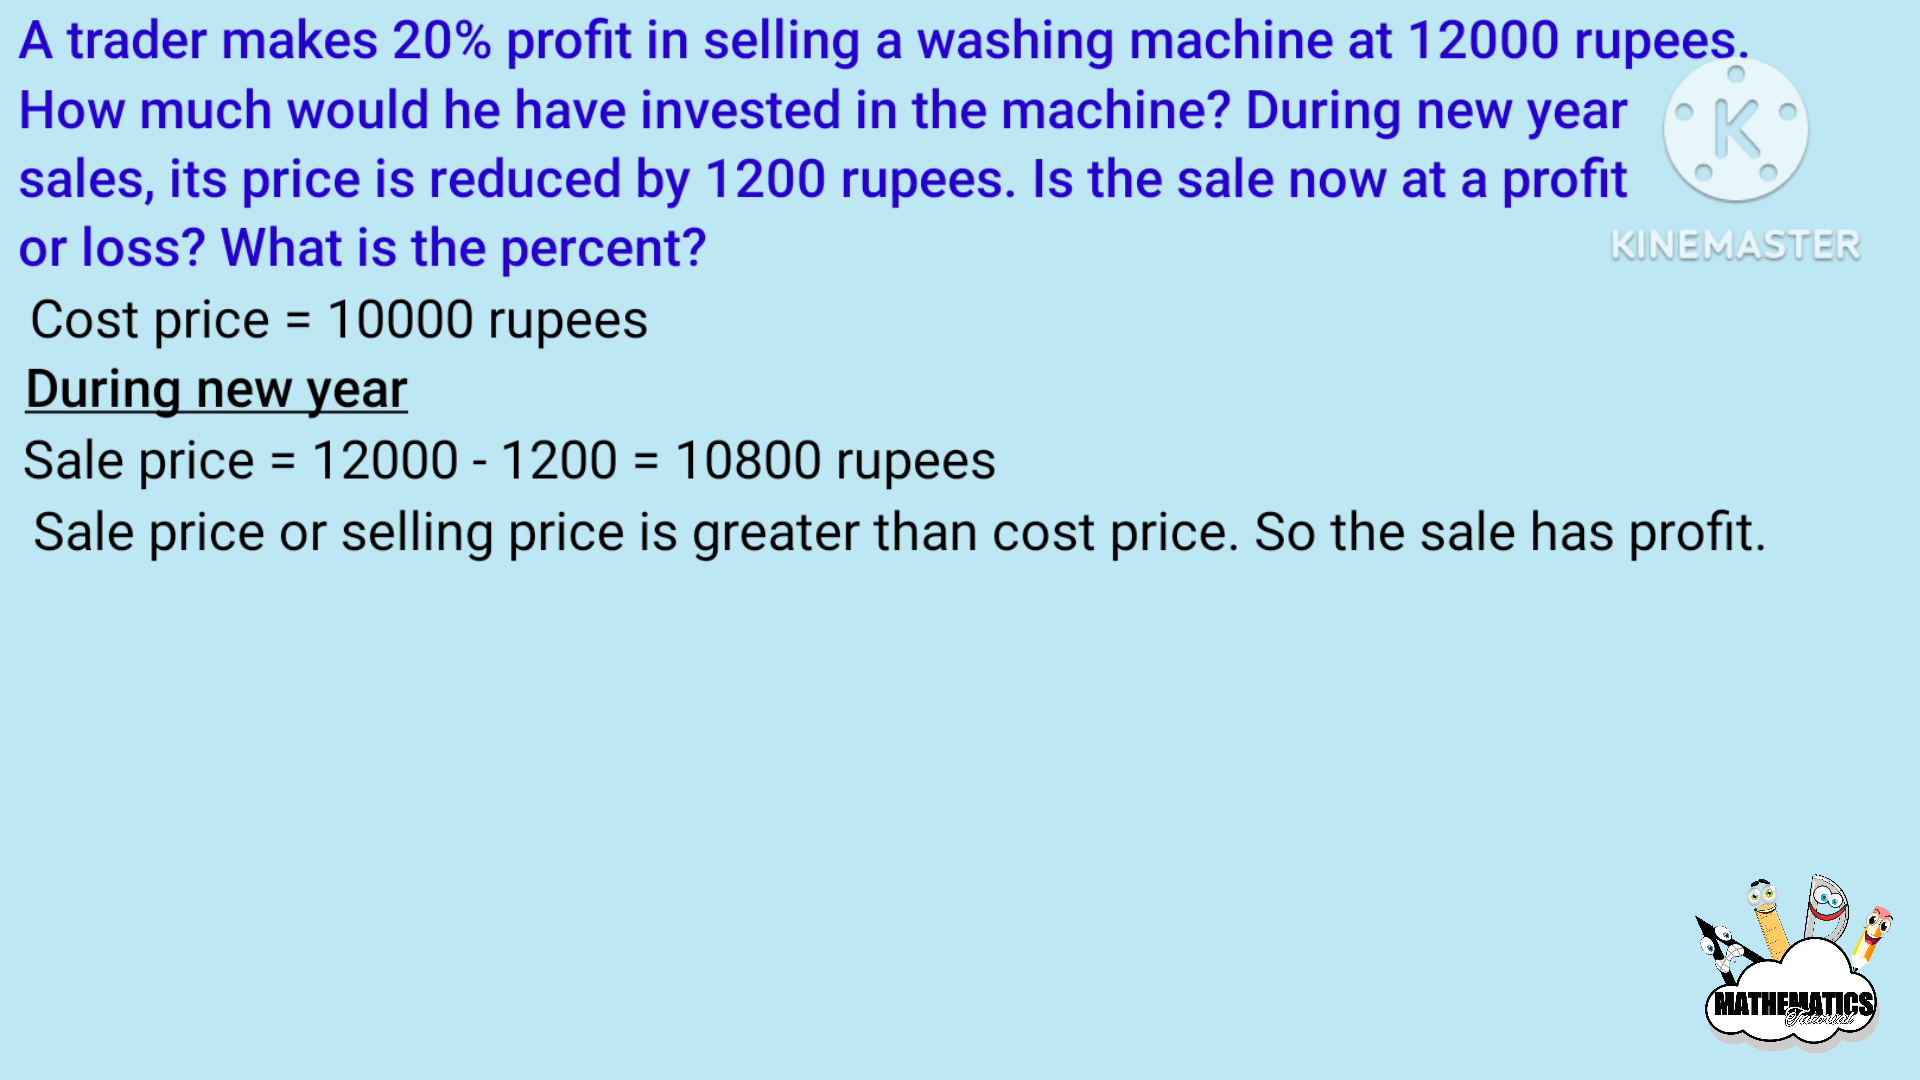 A trader makes 20% profit in selling a washing machine at 12000 rupees.
How much would he have invested in the machine? During new year
sales, its price is reduced by 1200 rupees. Is the sale now at a profit
or loss? What is the percent?
K
KINEMASTER
Cost price = 10000 rupees
During new year
Sale price = 12000 - 1200 = 10800 rupees
Sale price or selling price is greater than cost price. So the sale has profit.
MATHEMATICS
Tutorial